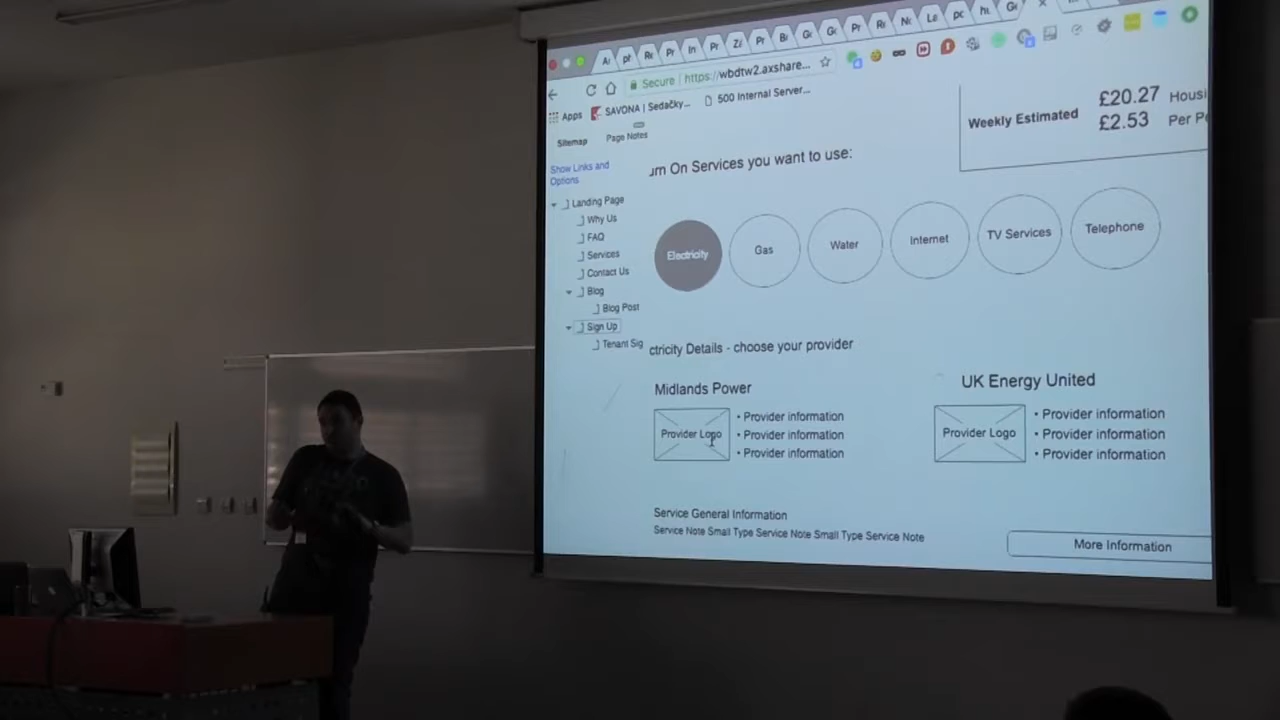 Secure | https://wbdtw2.axshare...
Apps
SAVONA | Sedačky...
500 Internal Server...
Sitemap
Page Notes
Show Links and
Options
Landing Page
Why Us
FAQ
Services
Contact Us
Blog
Blog Post
Sign Up
Tenant Sig
Weekly Estimated
£20.27 Housi
£2.53 Per Pe
urn On Services you want to use:
Electricity
Gas
Water
Internet
TV Services
Telephone
ctricity Details - choose your provider
Midlands Power
Provider Logo
• Provider information
• Provider information
• Provider information
UK Energy United
Provider Logo
• Provider information
• Provider information
• Provider information
Service General Information
Service Note Small Type Service Note Small Type Service Note
More Information